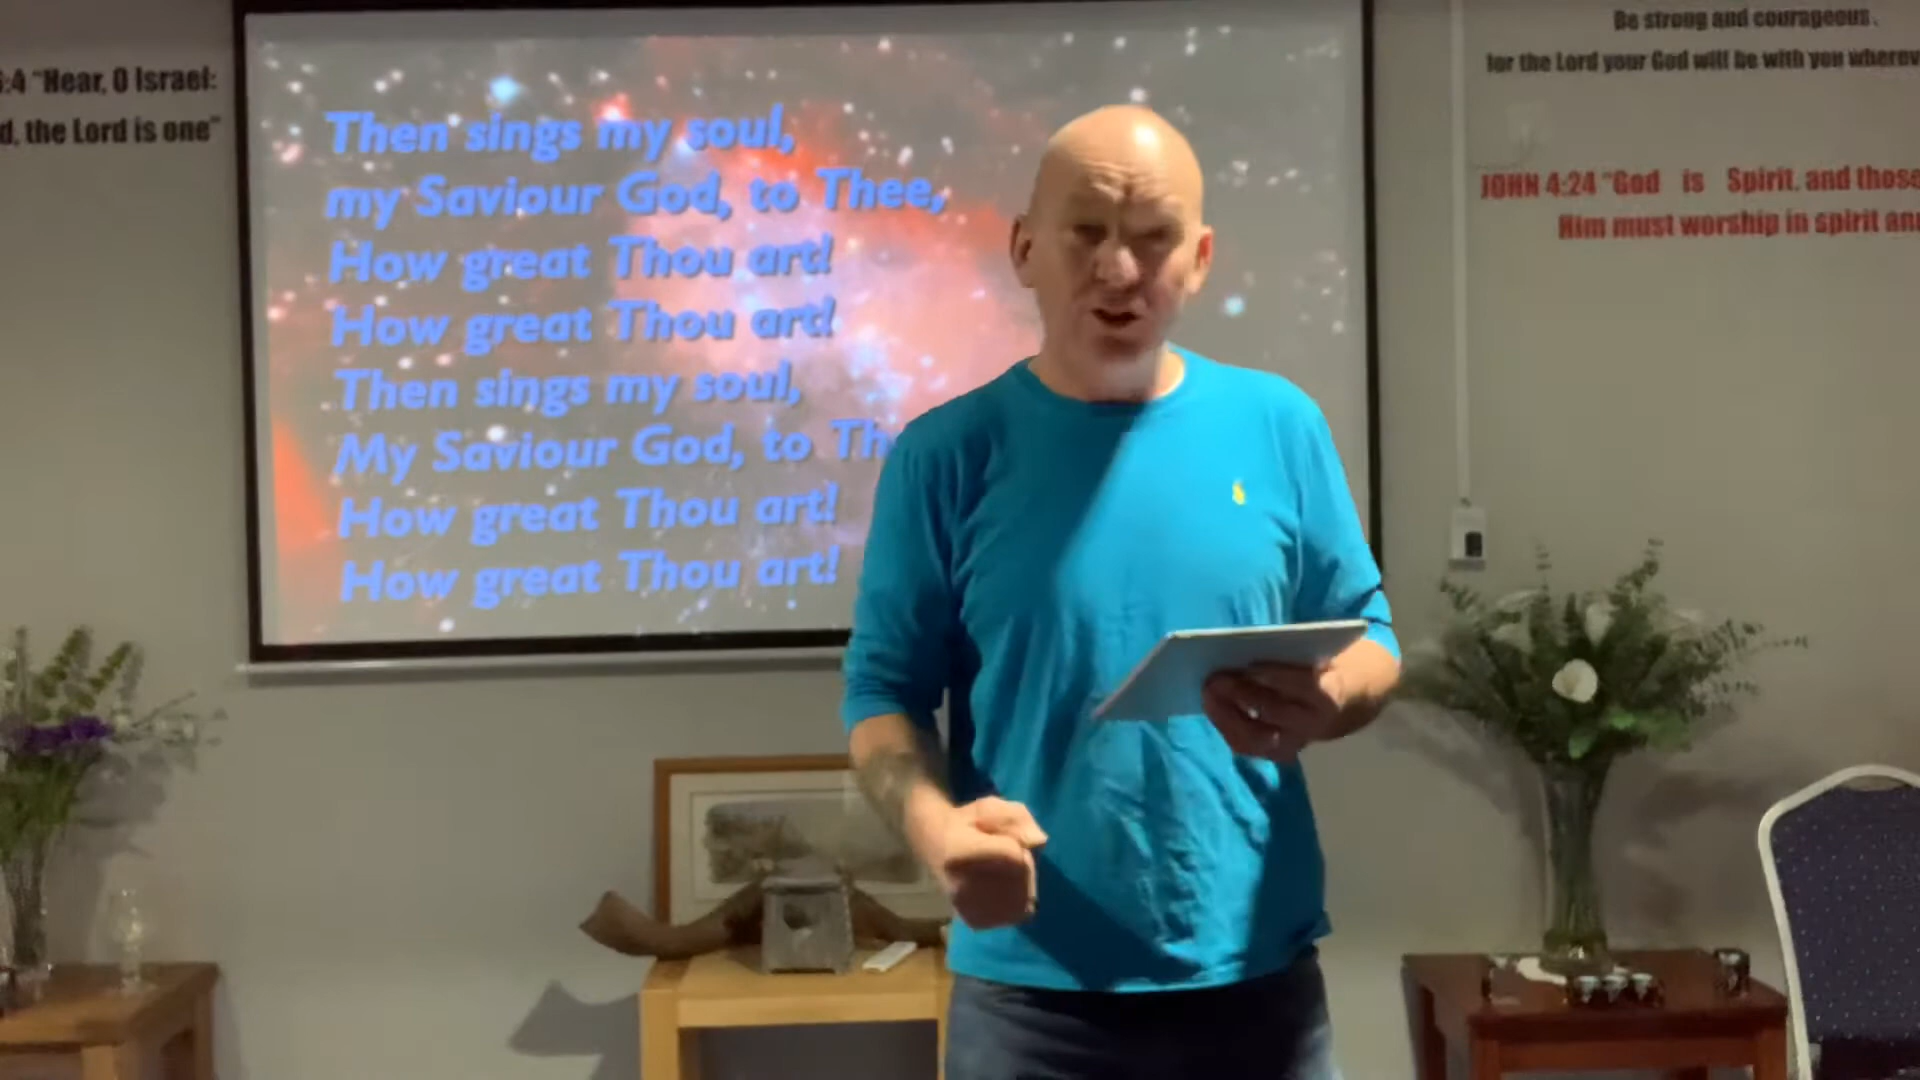 :4 "Hear, O Israel:
d, the Lord is one"
Then sings my soul,
my Saviour God, to Thee,
How great Thou art!
How great Thou art!
Then sings my soul,
My Saviour God, to Th
How great Thou art!
How great Thou art!
Be strong and courageous.
for the Lord your God will be with you wherev
JOHN 4:24 "God is Spirit, and those
Him must worship in spirit an